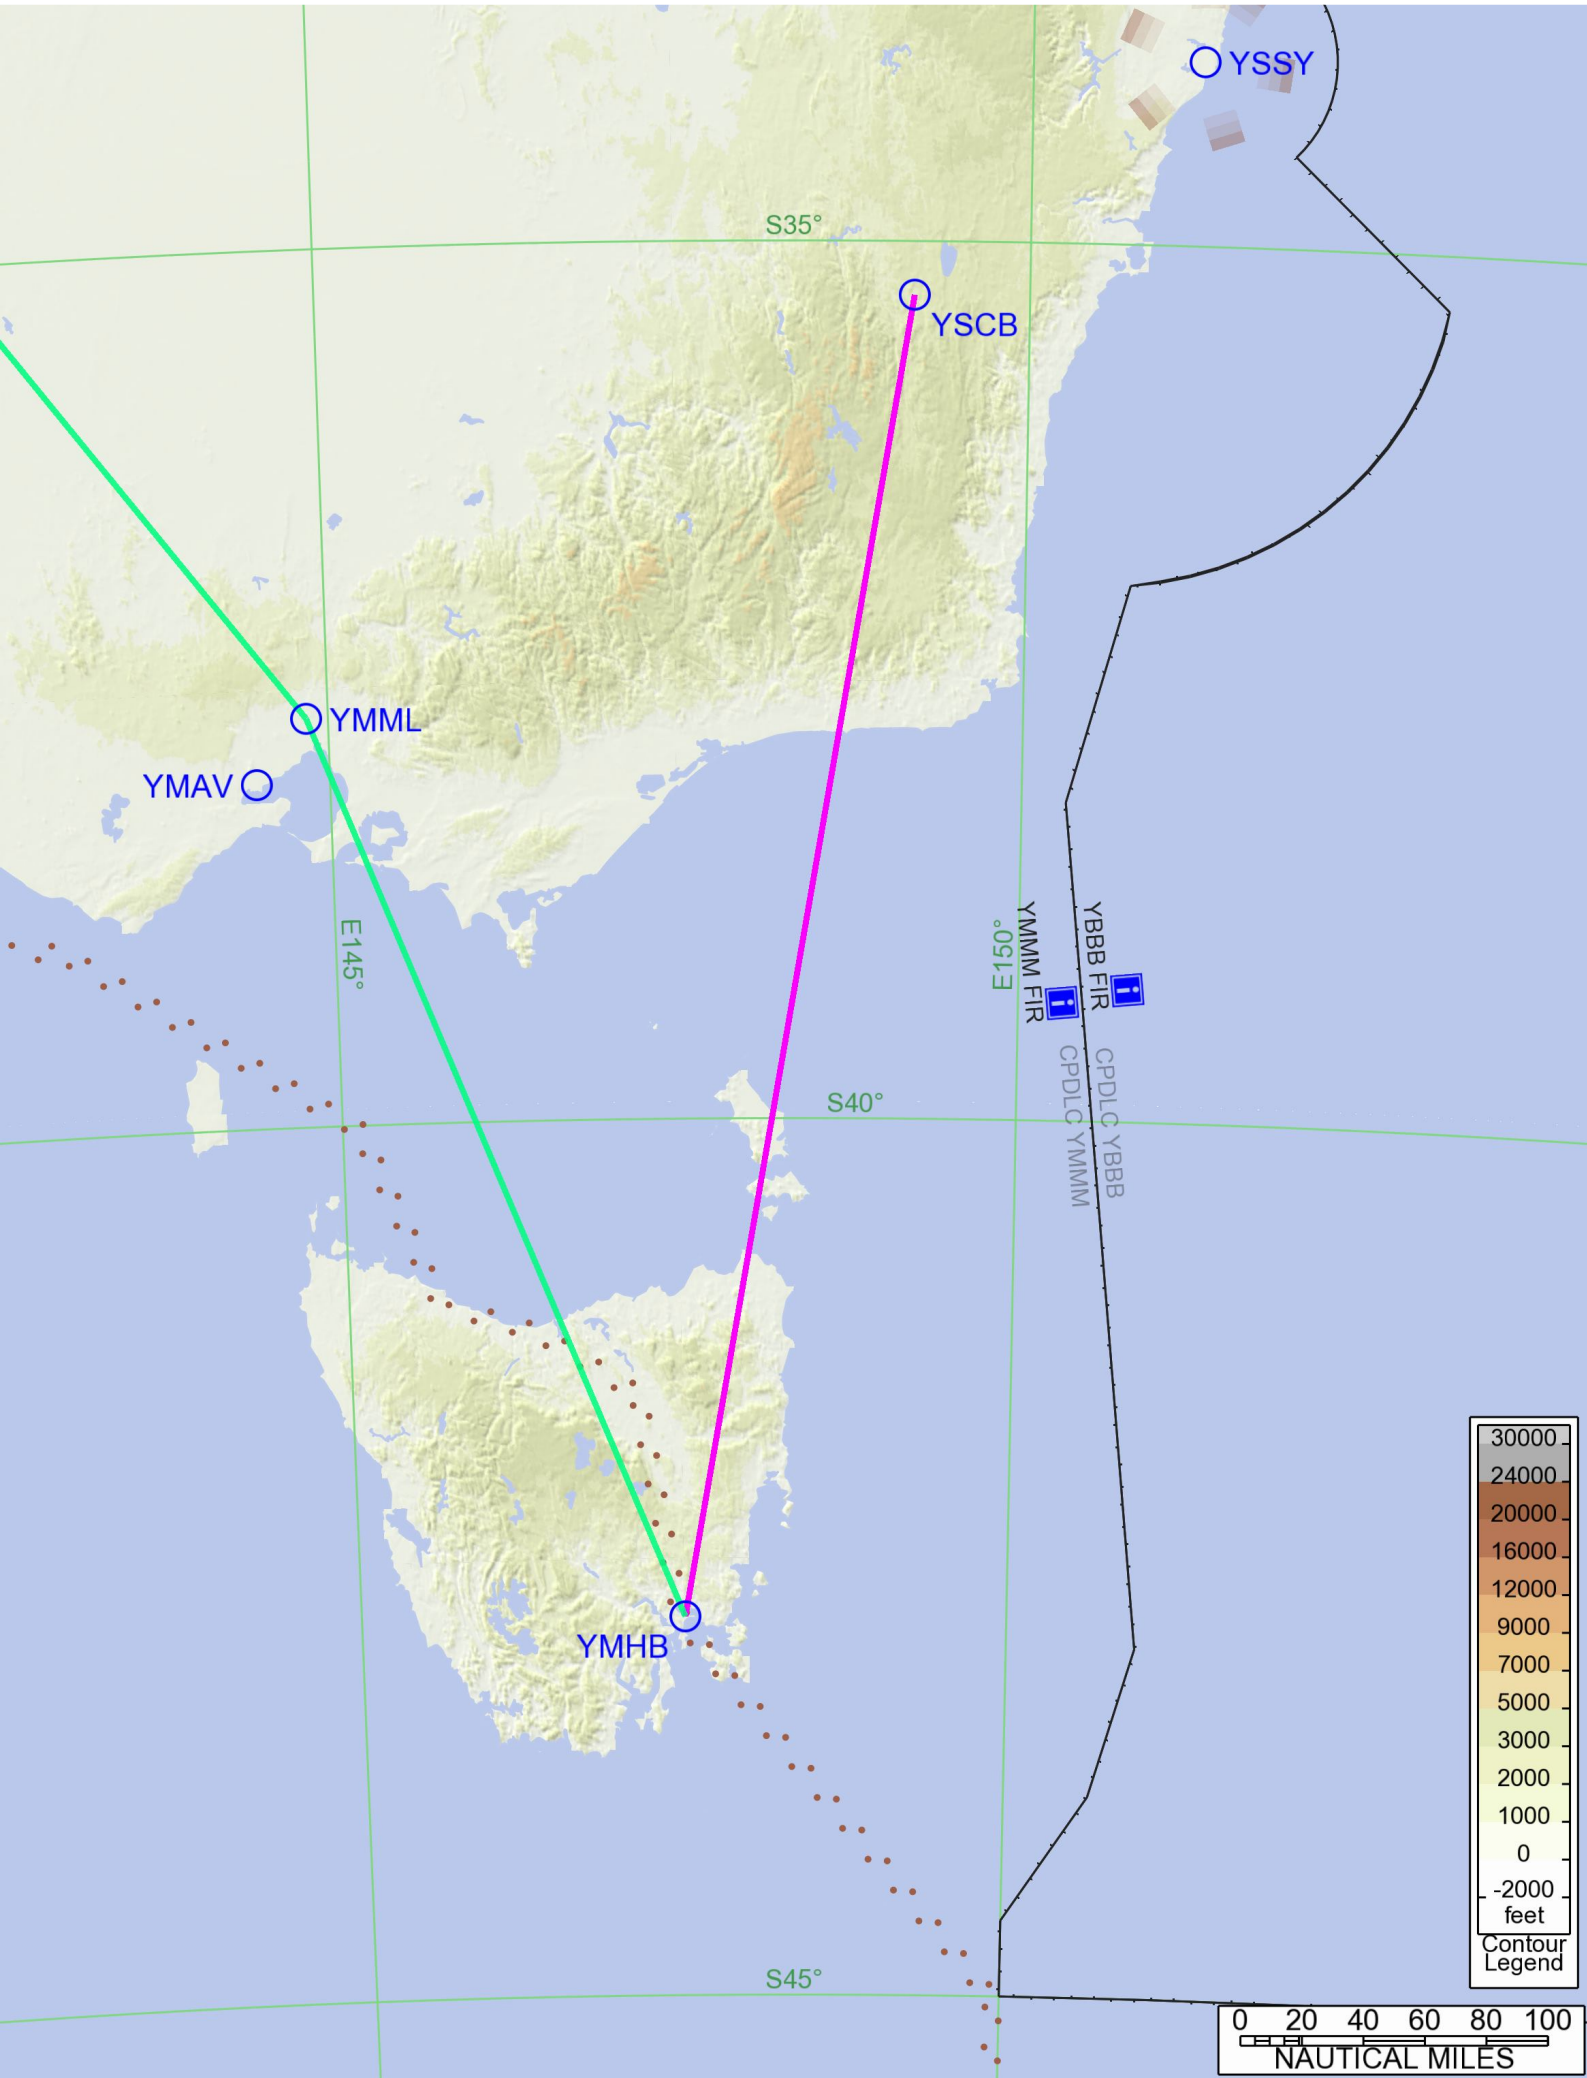 YSSY
S35°
YSCB
YMML
YMAV
E145°
E150°
YMMM FIR
YBBB FIR
i
i
CPDLC YMMM
CPDLC YBBB
S40°
YMHB
S45°
30000
24000
20000
16000
12000
9000
7000
5000
3000
2000
1000
0
-2000
feet
Contour
Legend
0 20 40 60 80 100
NAUTICAL MILES